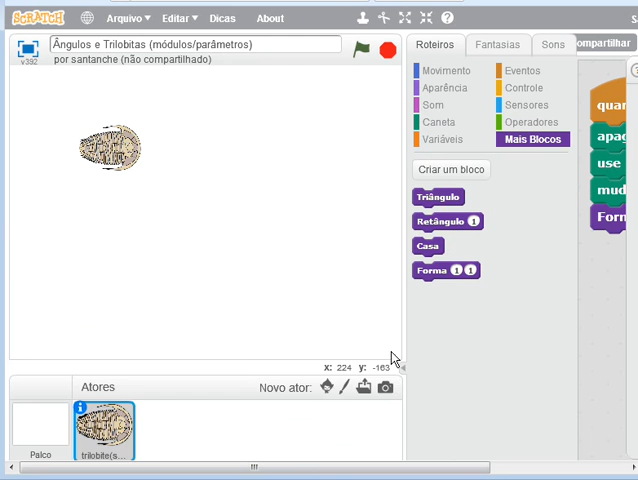 SCRATCH Arquivo Editar Dicas About
Ângulos e Trilobitas (módulos/parâmetros)
por santanche (não compartilhado)
v392
Roteiros Fantasias Sons ompartilhar
Movimento Eventos
Aparência Controle
Som Sensores
Caneta Operadores
Variáveis Mais Blocos
Criar um bloco
Triângulo
Retângulo 1
Casa
Forma 1 1
quan
apag
use
mud
Forn
x: 224 y: -163
Atores Novo ator:
Palco
trilobite(s...